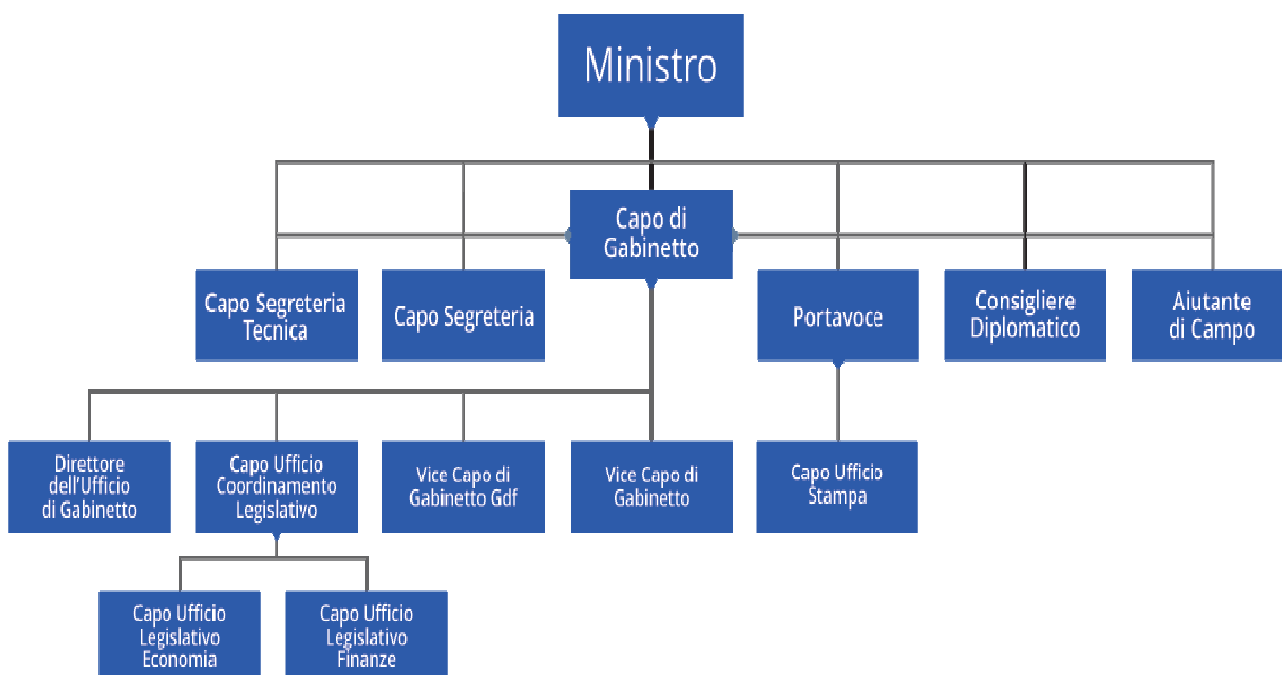 Ministro
Capo di
Gabinetto
Capo Segreteria
Tecnica
Capo Segreteria
Portavoce
Consigliere
Diplomatico
Aiutante
di Campo
Direttore
dell'Ufficio
di Gabinetto
Capo Ufficio
Coordinamento
Legislativo
Vice Capo di
Gabinetto Gdf
Vice Capo di
Gabinetto
Capo Ufficio
Stampa
Capo Ufficio
Legislativo
Economia
Capo Ufficio
Legislativo
Finanze